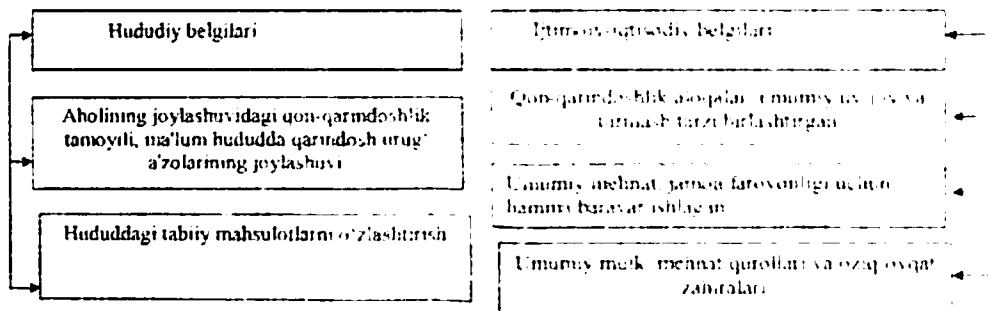 Hududiy belgilari
Aholining joylashuvidagi qon-qarindoshlik
tamoyili, ma'lum hududda qarindosh urug'
a'zolarining joylashuvi
Hududdagi tabiiy mahsulotlarni o'zlashtirish
Ijtimoiy-iqtisodiy belgilari
Qon-qarindoshlik aloqalari, umumiy va
turmush tarzi birlashtirgan
Umumiy mehnat, jamoa farovonligi uchun
hamma baravar ishlagan
Umumiy mulk mehnat qurollari va oziq ovqat
zahiralari